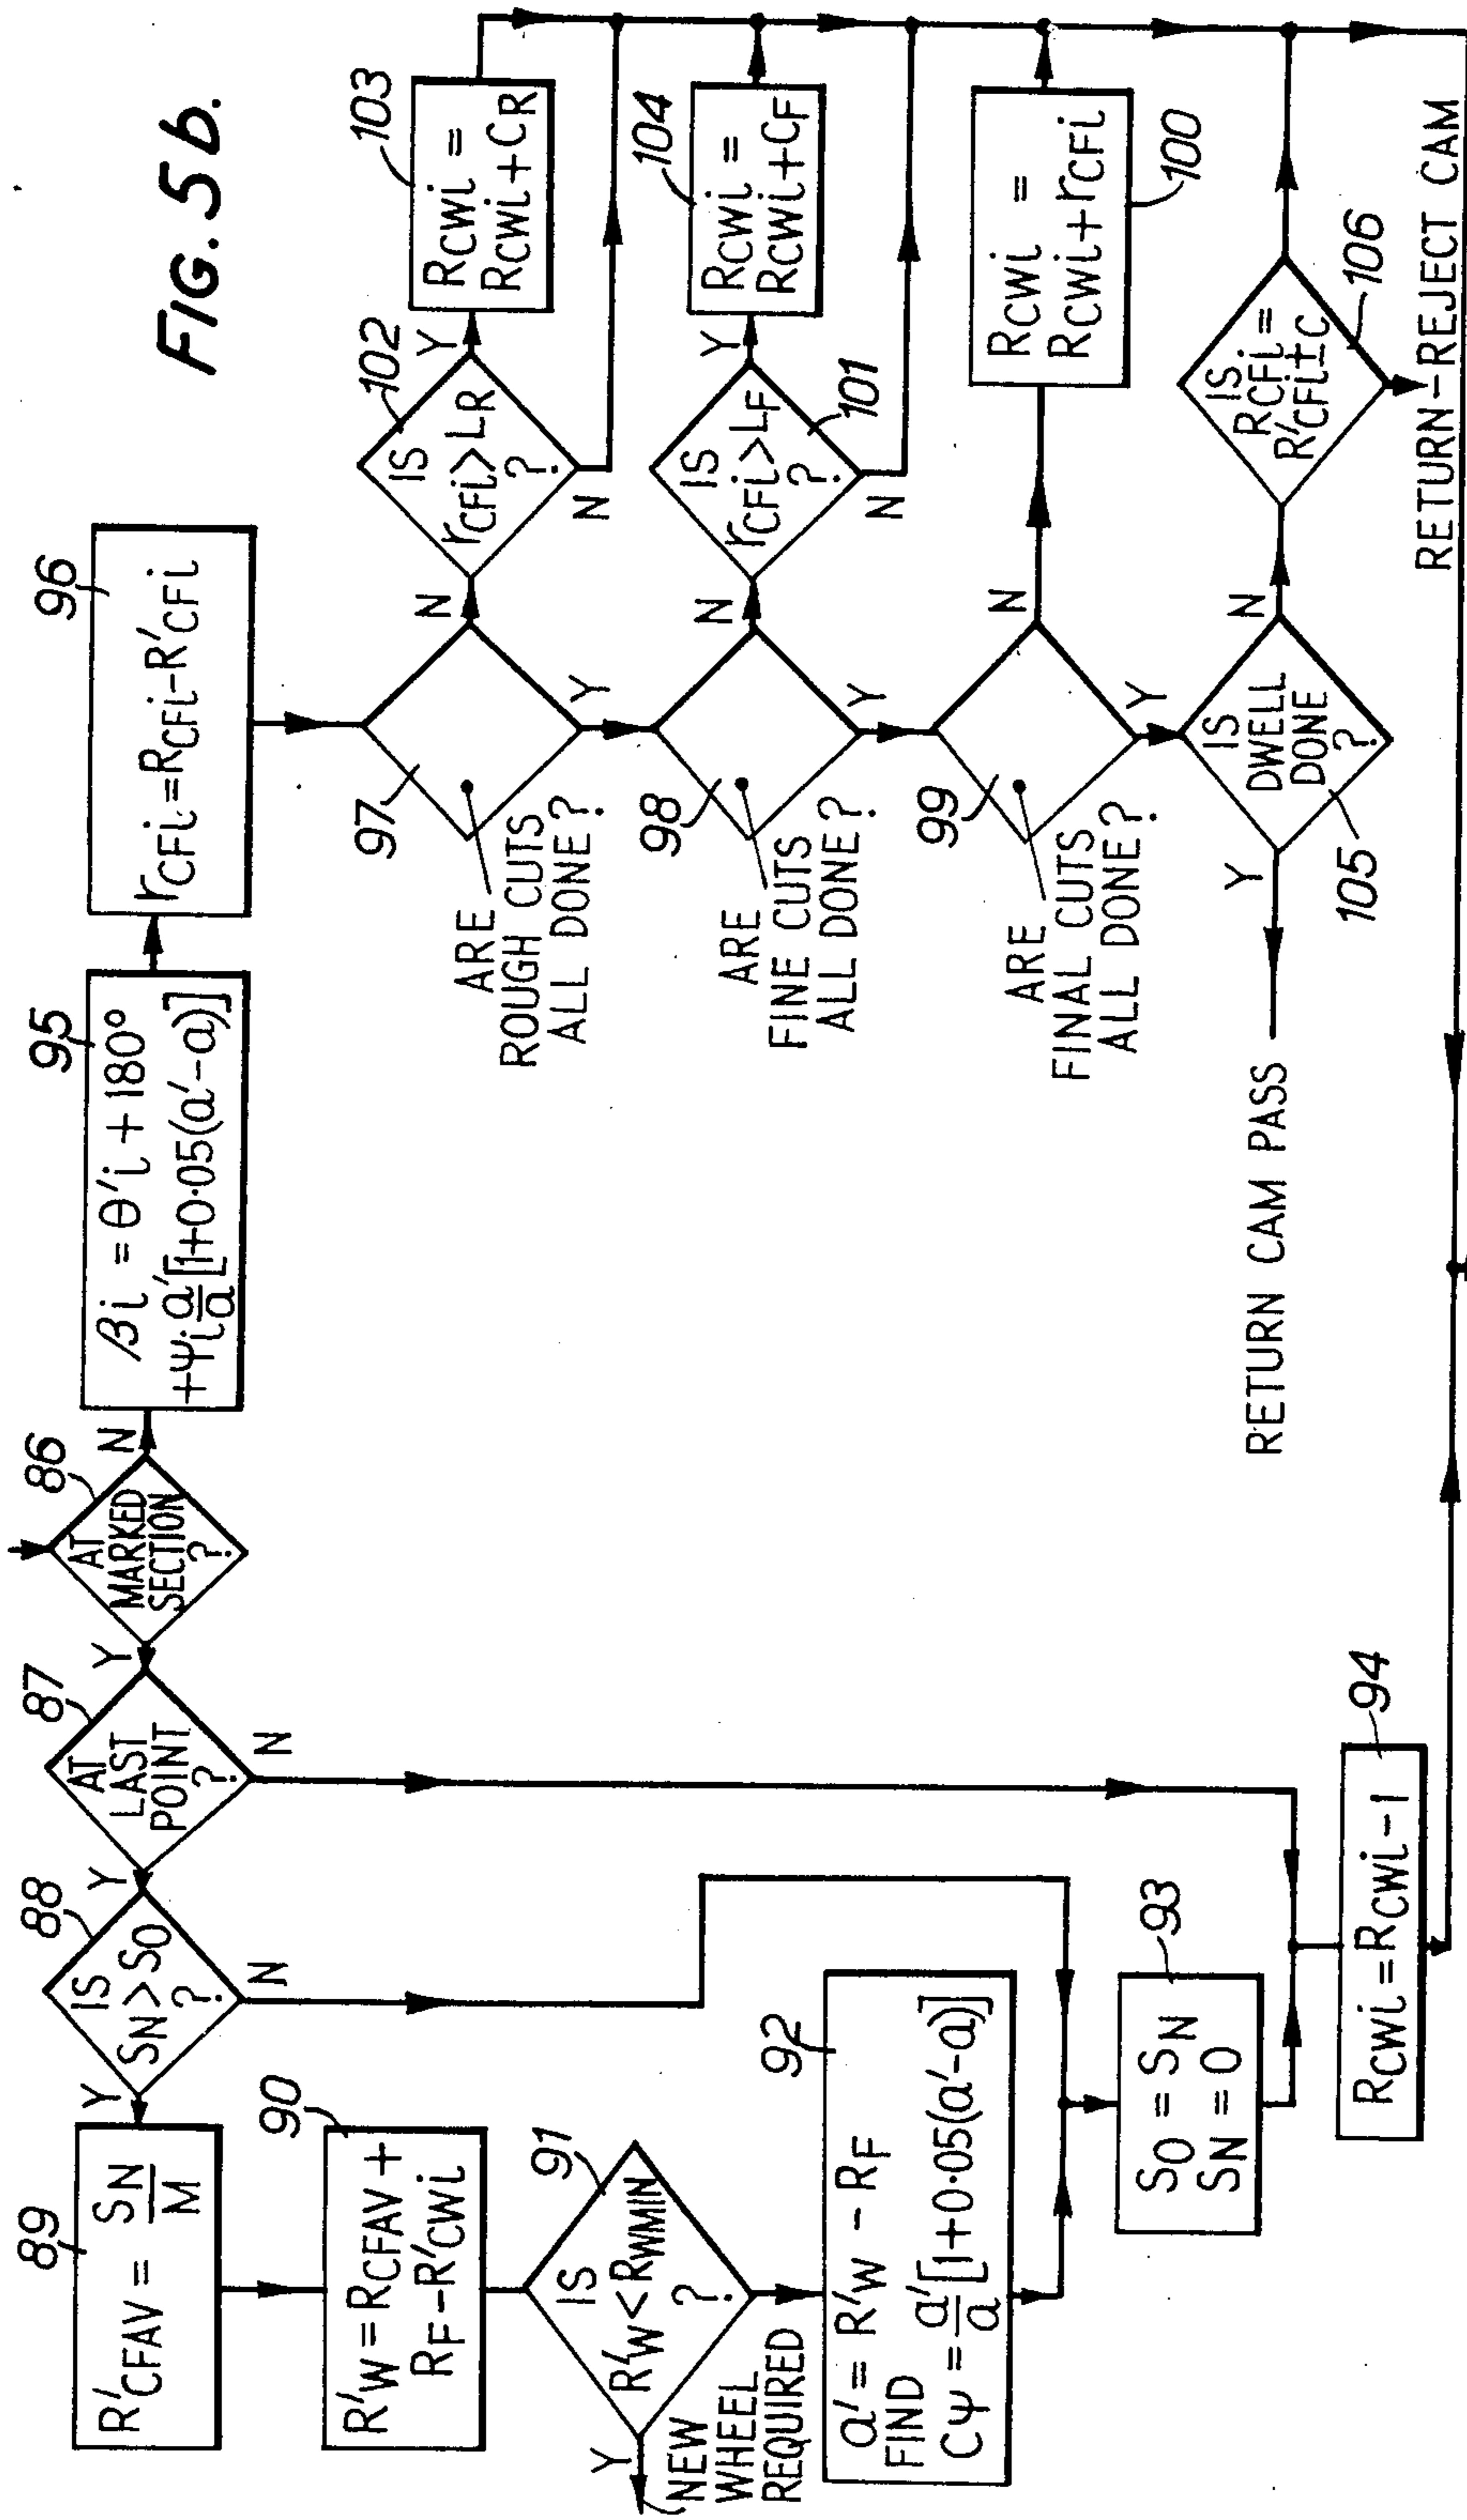 FIG. 5b.
89
R'CFAV = SN/M
90
R'W = RCFAV +
RF-R'CWi
91
IS
R'W < RWMIN
?
Y
NEW
WHEEL
REQUIRED
92
a' = R'W - RF
FIND
Cψ = a'/a[1+0·05(a'-a)]
88
IS
SN>SO
?
Y
N
87
AT
LAST
POINT
?
Y
N
86
AT
MARKED
SECTION
?
Y
N
93
SO = SN
SN = 0
94
RCWi = RCWi-1
95
βi = θ'i + 180°
+ψi a'/a[1+0·05(a'-a)]
96
rCFi = RCFi-R'CFi
97
ARE
ROUGH CUTS
ALL DONE?
N
Y
102
IS
rCFi>LR
?
Y
N
103
RCWi =
RCWi+CR
98
ARE
FINE CUTS
ALL DONE?
N
Y
101
IS
rCFi>LF
?
Y
N
104
RCWi =
RCWi+CF
99
ARE
FINAL CUTS
ALL DONE?
N
Y
RCWi =
RCWi+rCFi
100
IS
DWELL
DONE
?
105
Y
N
RETURN CAM PASS
IS
RCFi =
R'CFi±C
106
RETURN-REJECT CAM